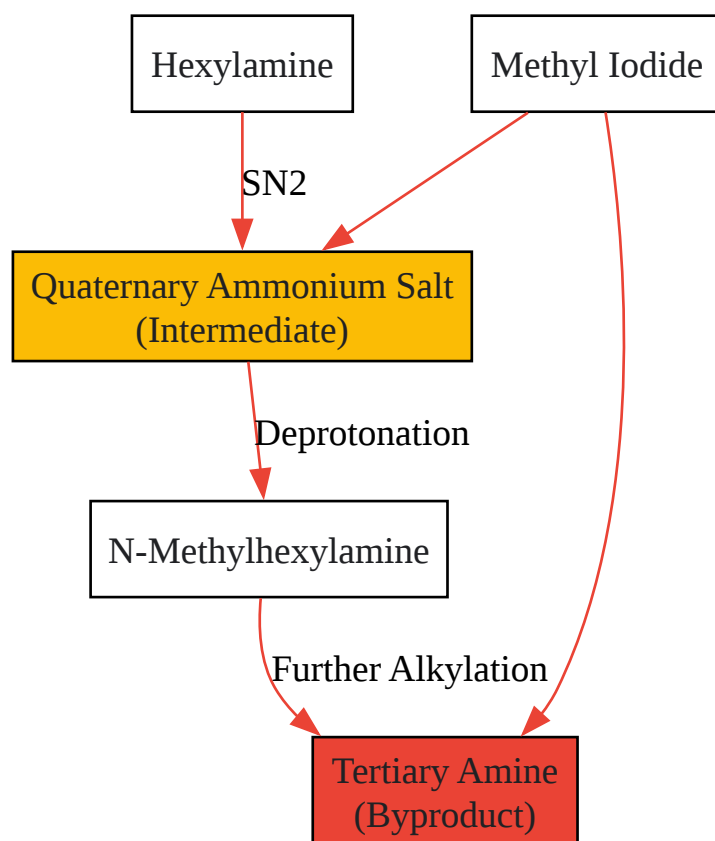 Hexylamine
Methyl Iodide
SN2
Quaternary Ammonium Salt
(Intermediate)
Deprotonation
N-Methylhexylamine
Further Alkylation
Tertiary Amine
(Byproduct)